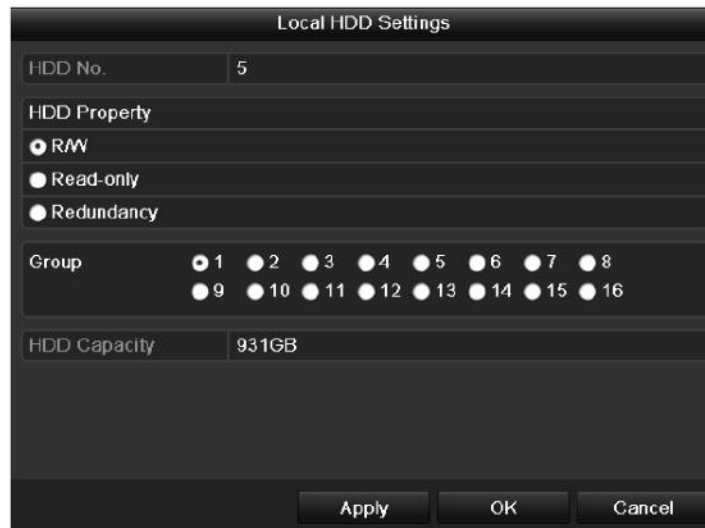 Local HDD Settings
HDD No. 5
HDD Property
R/W
Read-only
Redundancy
Group 1 2 3 4 5 6 7 8
9 10 11 12 13 14 15 16
HDD Capacity 931GB
Apply OK Cancel